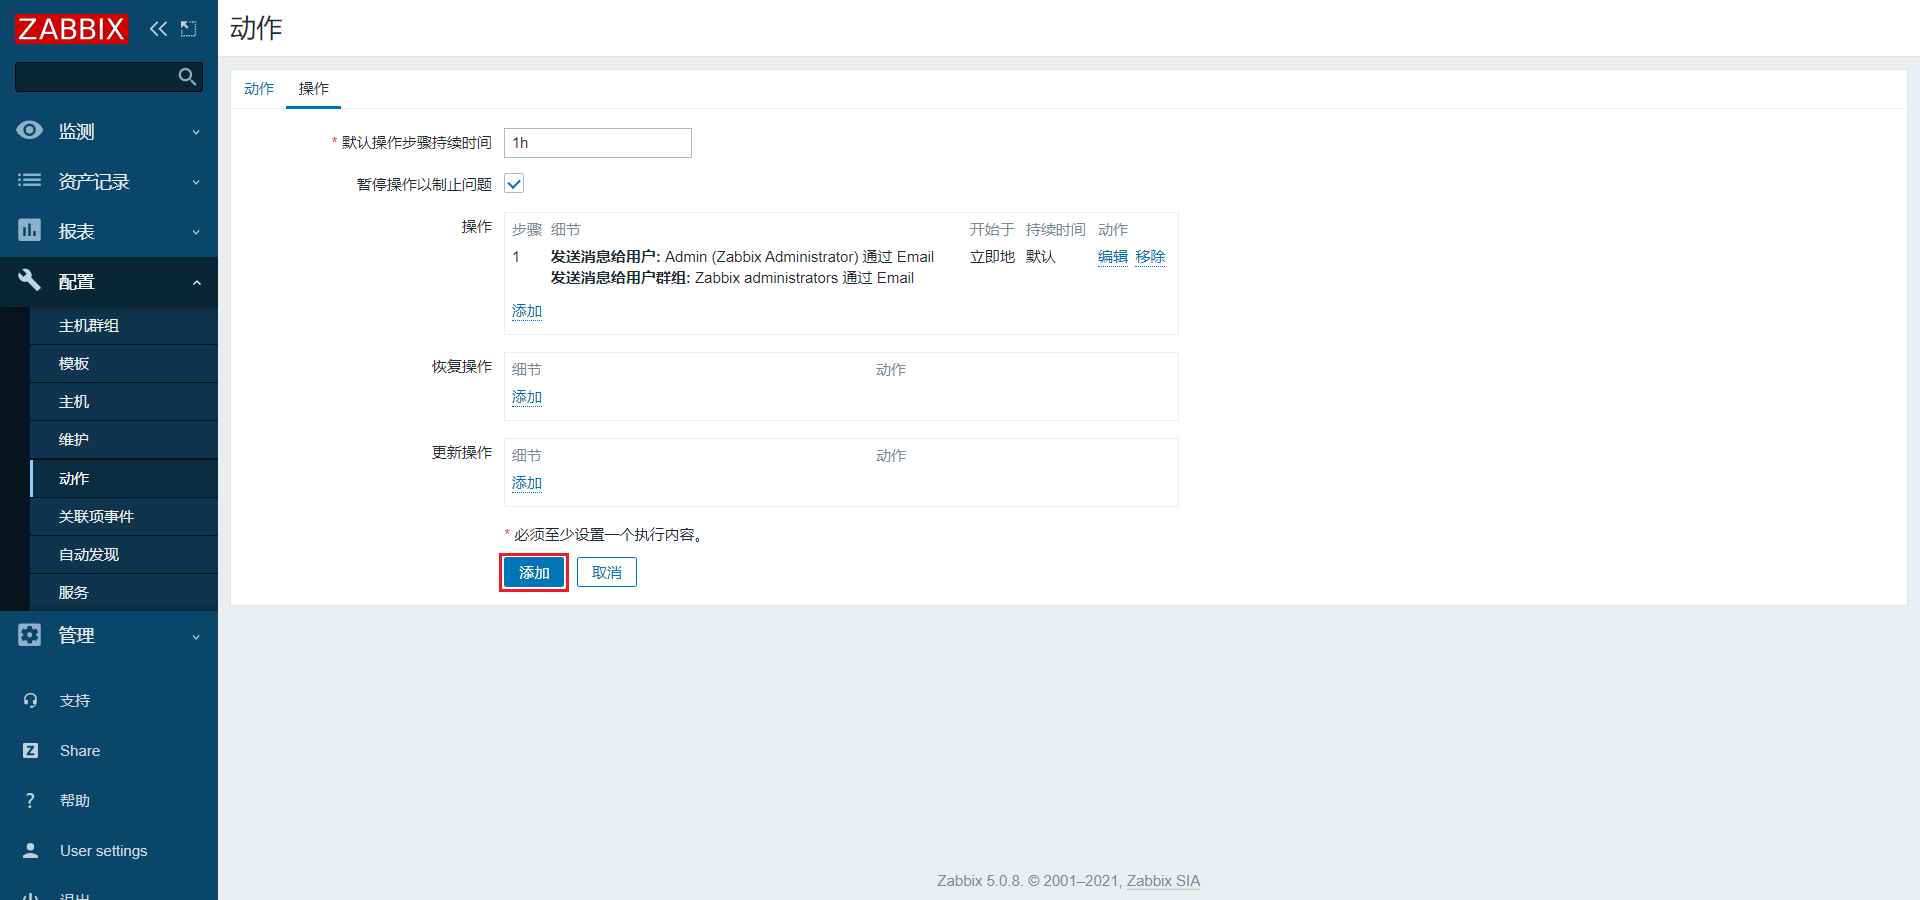 ZABBIX
监测
资产记录
报表
配置
主机群组
模板
主机
维护
动作
关联项事件
自动发现
服务
管理
支持
Share
帮助
User settings
退出
动作
动作 操作
* 默认操作步骤持续时间 1h
暂停操作以制止问题
操作 步骤 细节 开始于 持续时间 动作
1 发送消息给用户: Admin (Zabbix Administrator) 通过 Email 立即地 默认 编辑 移除
发送消息给用户群组: Zabbix administrators 通过 Email
添加
恢复操作 细节 动作
添加
更新操作 细节 动作
添加
* 必须至少设置一个执行内容。
添加 取消
Zabbix 5.0.8. © 2001–2021, Zabbix SIA